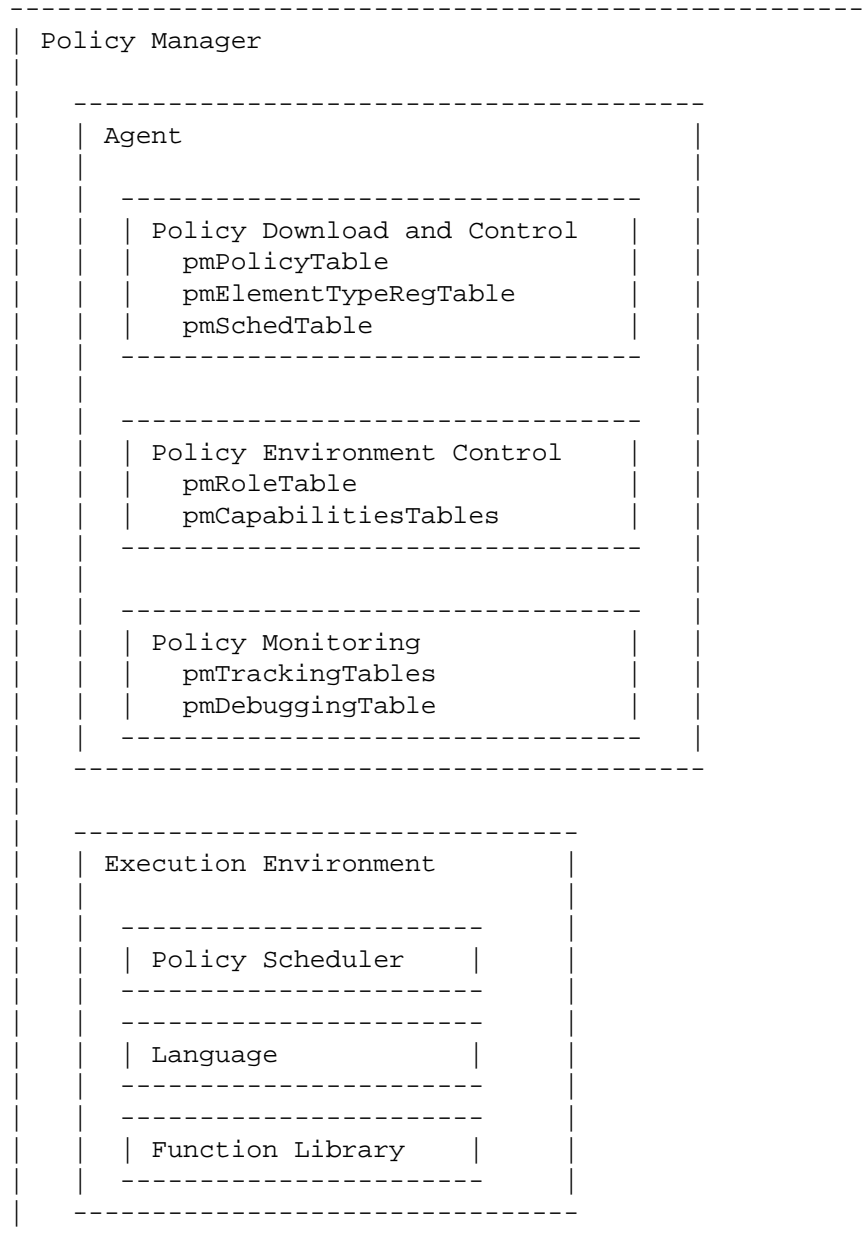 Policy Manager
Agent
Policy Download and Control
pmPolicyTable
pmElementTypeRegTable
pmSchedTable
Policy Environment Control
pmRoleTable
pmCapabilitiesTables
Policy Monitoring
pmTrackingTables
pmDebuggingTable
Execution Environment
Policy Scheduler
Language
Function Library